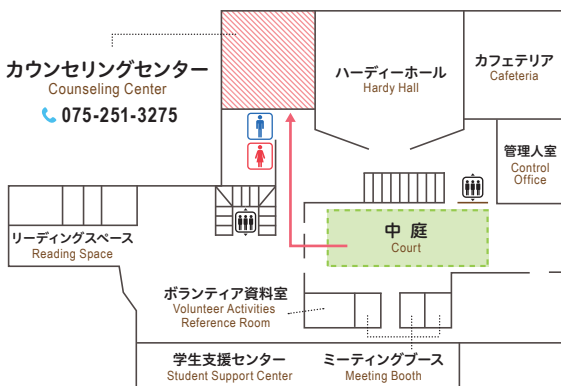 カウンセリングセンター
Counseling Center
075-251-3275
ハーディーホール
Hardy Hall
カフェテリア
Cafeteria
管理人室
Control
Office
中庭
Court
リーディングスペース
Reading Space
ボランティア資料室
Volunteer Activities
Reference Room
学生支援センター
Student Support Center
ミーティングブース
Meeting Booth